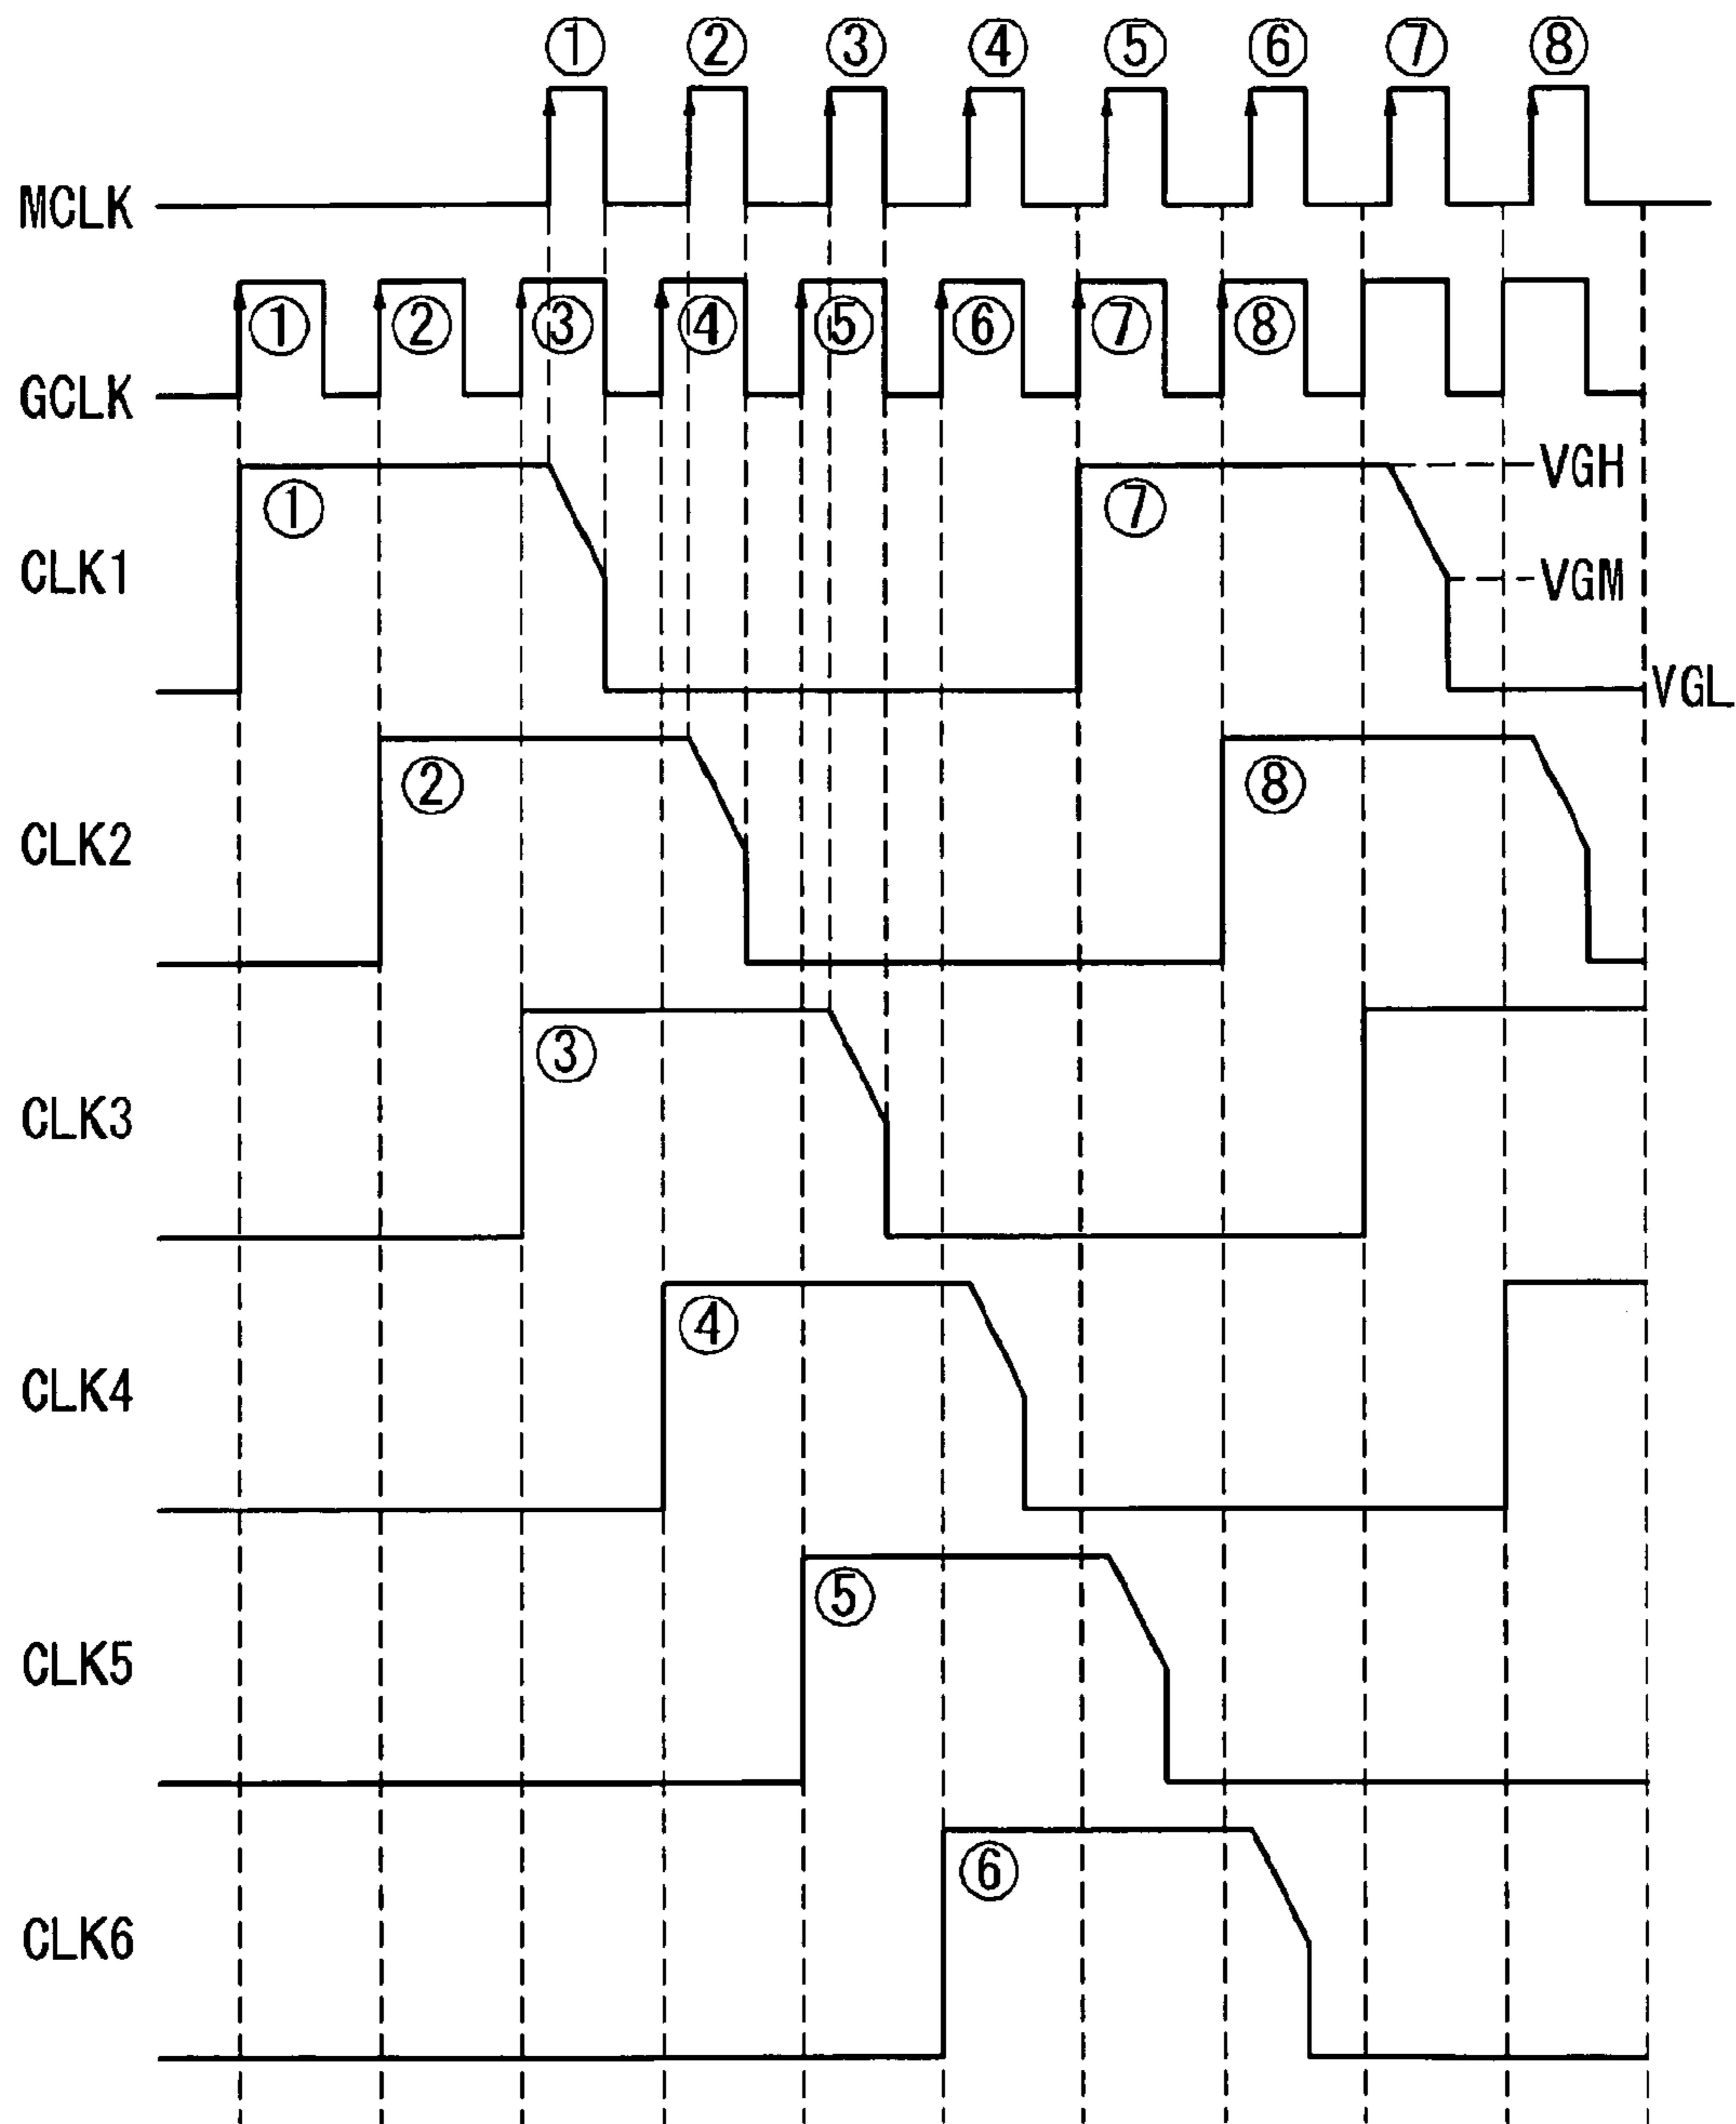 ① ② ③ ④ ⑤ ⑥ ⑦ ⑧
MCLK
① ② ③ ④ ⑤ ⑥ ⑦ ⑧
GCLK
VGH
① ⑦
CLK1
VGM
VGL
② ⑧
CLK2
③
CLK3
④
CLK4
⑤
CLK5
⑥
CLK6